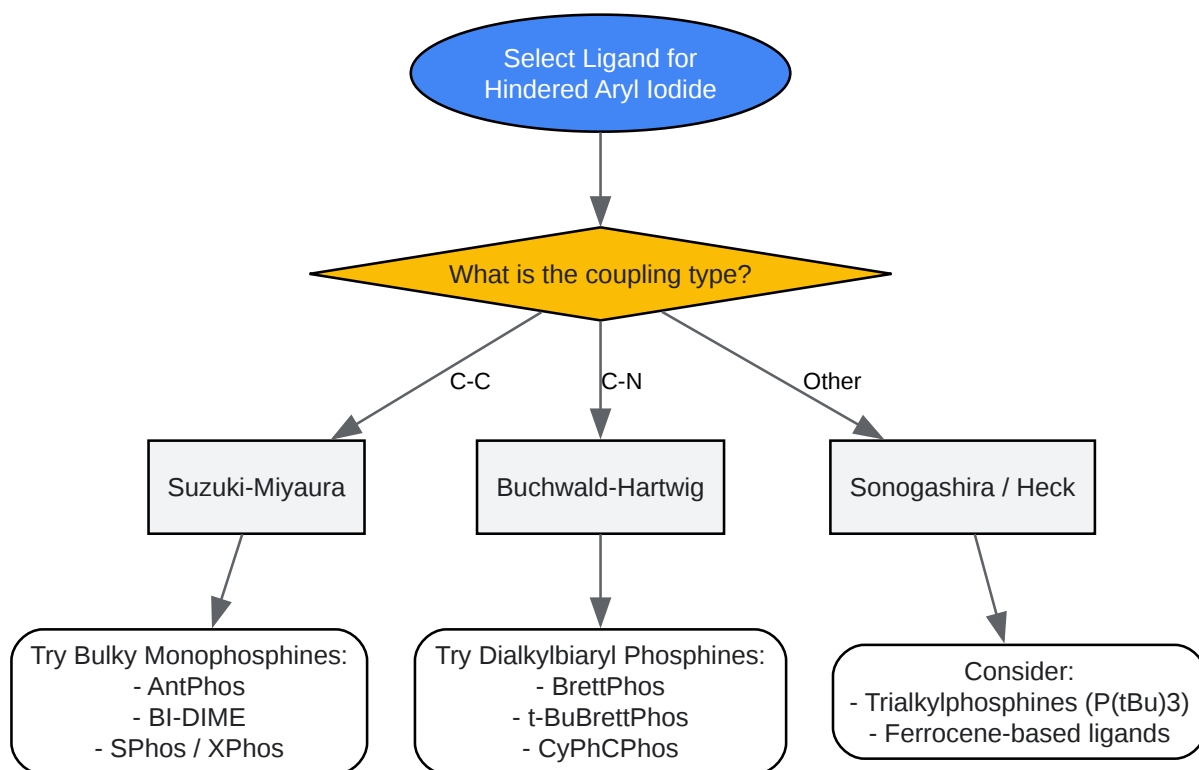 Select Ligand for
Hindered Aryl Iodide
What is the coupling type?
C-C
C-N
Other
Suzuki-Miyaura
Buchwald-Hartwig
Sonogashira / Heck
Try Bulky Monophosphines:
- AntPhos
- BI-DIME
- SPhos / XPhos
Try Dialkylbiaryl Phosphines:
- BrettPhos
- t-BuBrettPhos
- CyPhCPhos
Consider:
- Trialkylphosphines (P(tBu)3)
- Ferrocene-based ligands